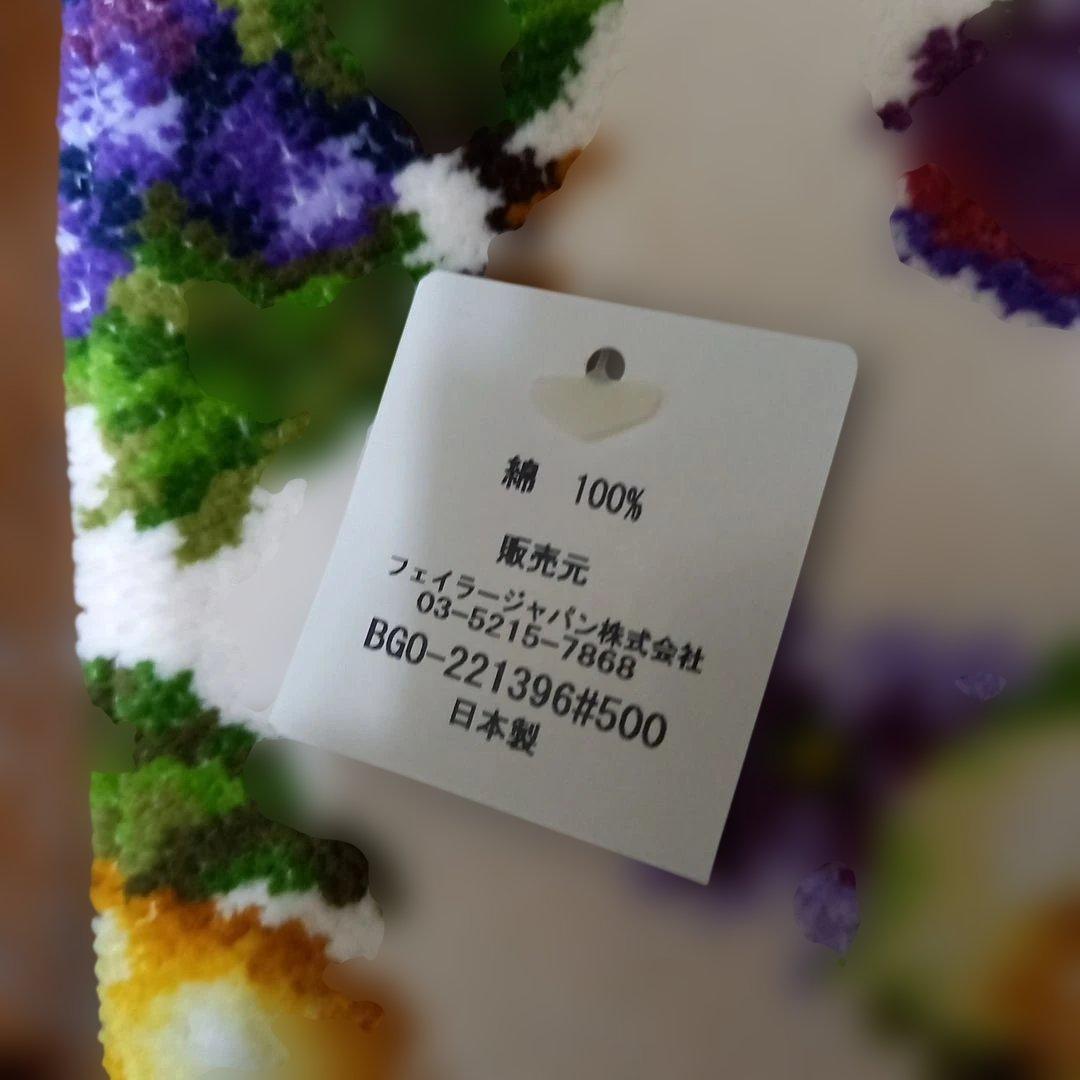 綿　100%
販売元
フェイラージャパン株式会社
03-5215-7868
BGO-221396#500
日本製